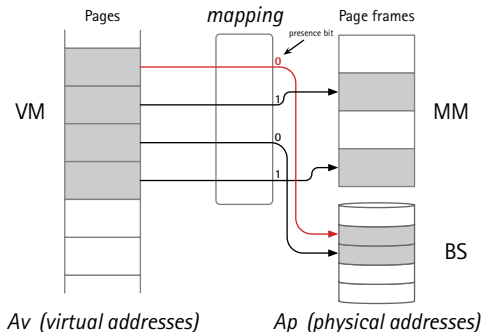 Pages
mapping
Page frames
presence bit
0
1
0
1
VM
MM
BS
Av (virtual addresses)
Ap (physical addresses)